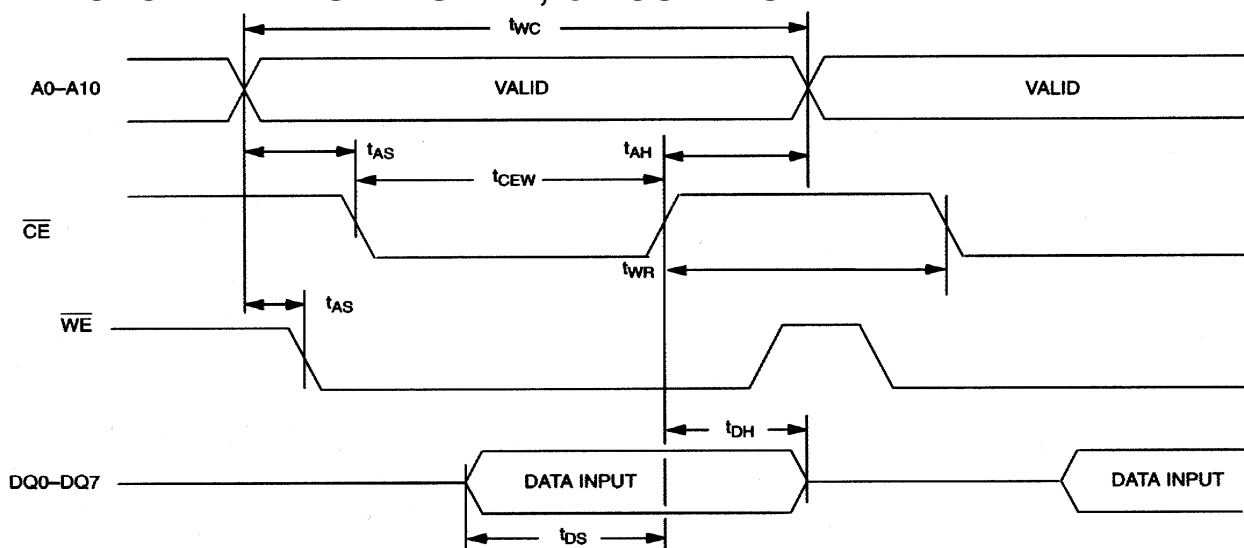 tWC
A0–A10
VALID
VALID
tAS
tAH
tCEW
CE
tWR
tAS
WE
tDH
DQ0–DQ7
DATA INPUT
DATA INPUT
tDS